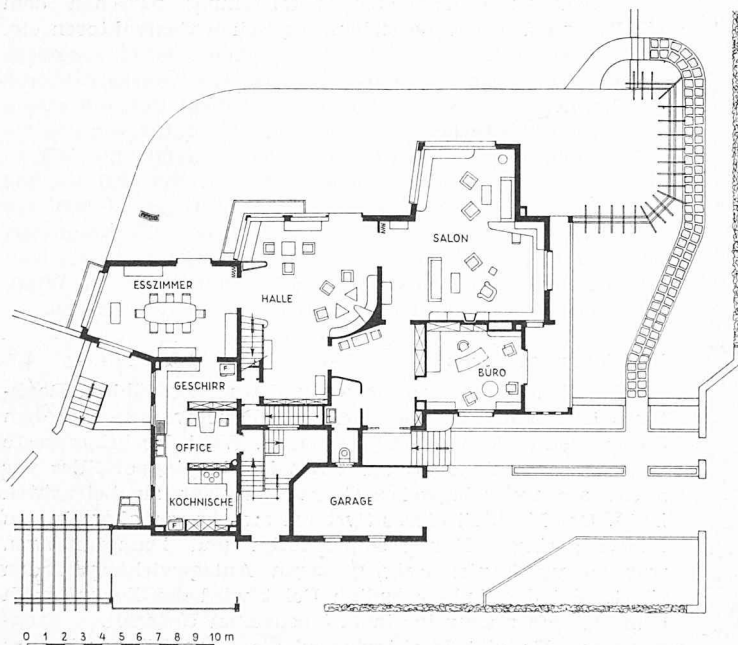 SALON
ESSZIMMER
HALLE
BÜRO
GESCHIRR
OFFICE
KOCHNISCHE
GARAGE
F
F
0 1 2 3 4 5 6 7 8 9 10 m